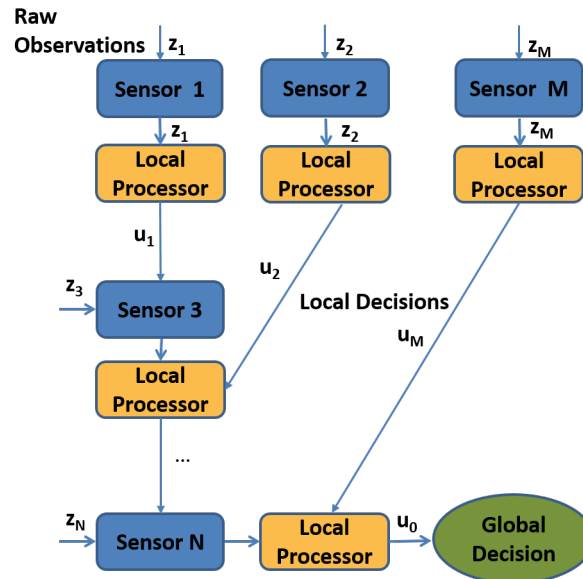 Raw
Observations
z1
z2
zM
Sensor 1
Sensor 2
Sensor M
z1
z2
zM
Local
Processor
Local
Processor
Local
Processor
u1
u2
z3
Sensor 3
Local Decisions
uM
Local
Processor
...
zN
Sensor N
Local
Processor
u0
Global
Decision